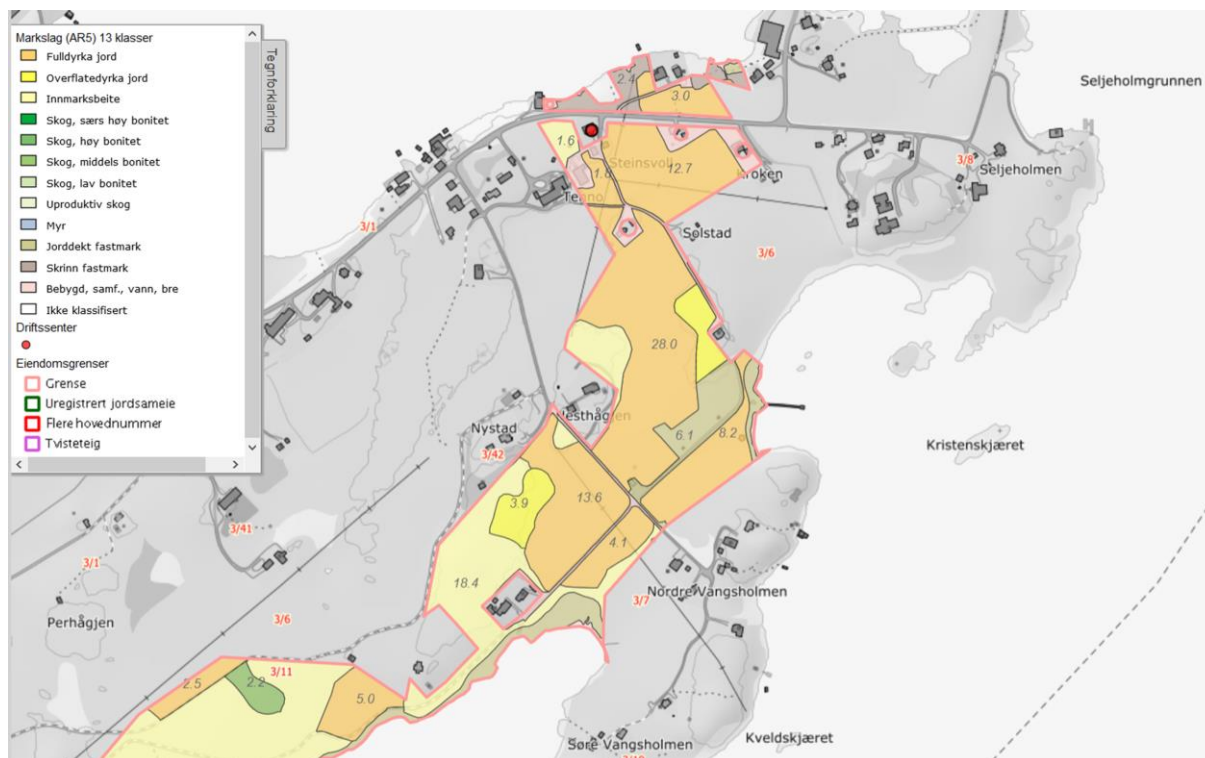 Markslag (AR5) 13 klasser
Fulldyrka jord
Overflatedyrka jord
Innmarksbeite
Skog, særs høy bonitet
Skog, høy bonitet
Skog, middels bonitet
Skog, lav bonitet
Uproduktiv skog
Myr
Jorddekt fastmark
Skrinn fastmark
Bebygd, samf., vann, bre
Ikke klassifisert
Driftssenter
Eiendomsgrenser
Grense
Uregistrert jordsameie
Flere hovednummer
Tvisteteig
Tegnforklaring
2.4
3.0
Seljeholmgrunnen
1.6
Steinsvoll
12.7
Kroken
1.8
3/8
Seljeholmen
3/1
Solstad
3/6
28.0
Nystad
6.1
8.2
Kristenskjæret
3/42
3.9
13.6
3/41
4.1
3/1
18.4
Nordre Vangsholmen
3/7
Perhågjen
3/6
3/11
2.5
2.2
5.0
Søre Vangsholmen
Kveldskjæret